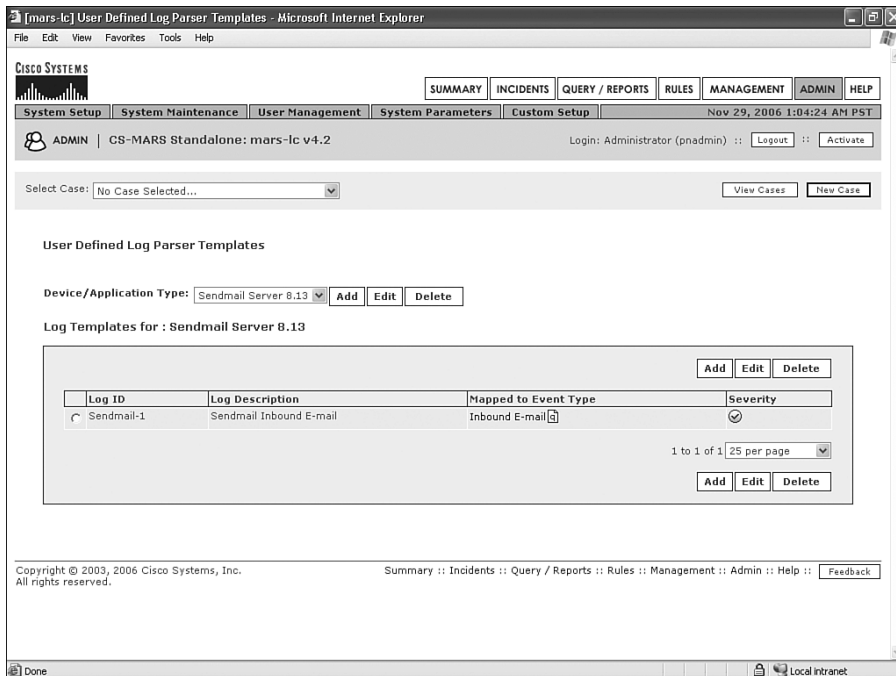 [mars-lc] User Defined Log Parser Templates - Microsoft Internet Explorer
File Edit View Favorites Tools Help
CISCO SYSTEMS
SUMMARY INCIDENTS QUERY / REPORTS RULES MANAGEMENT ADMIN HELP
System Setup System Maintenance User Management System Parameters Custom Setup Nov 29, 2006 1:04:24 AM PST
ADMIN | CS-MARS Standalone: mars-lc v4.2 Login: Administrator (pnadmin) :: Logout :: Activate
Select Case: No Case Selected... View Cases New Case
User Defined Log Parser Templates
Device/Application Type: Sendmail Server 8.13 Add Edit Delete
Log Templates for : Sendmail Server 8.13
Add Edit Delete
Log ID Log Description Mapped to Event Type Severity
Sendmail-1 Sendmail Inbound E-mail Inbound E-mail q
1 to 1 of 1 25 per page
Add Edit Delete
Copyright © 2003, 2006 Cisco Systems, Inc. Summary :: Incidents :: Query / Reports :: Rules :: Management :: Admin :: Help :: Feedback
All rights reserved.
Done Local intranet